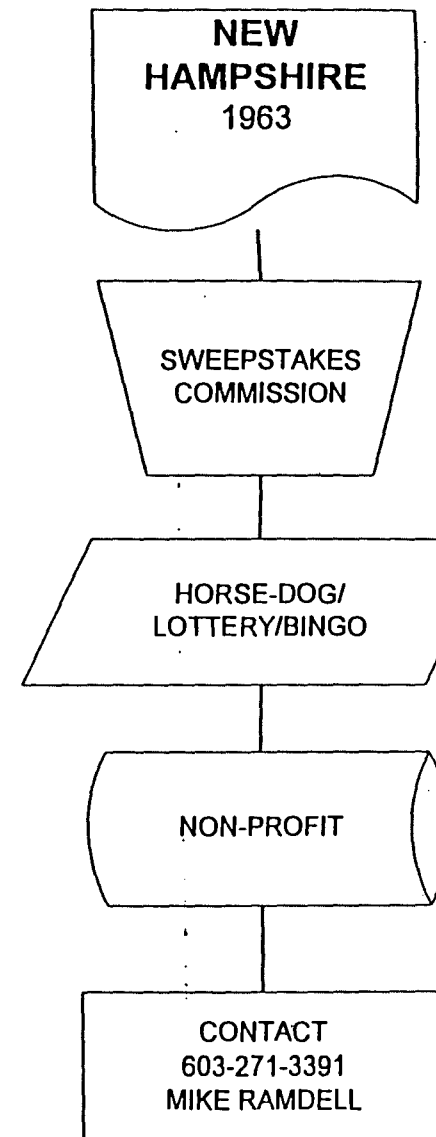 NEW
HAMPSHIRE
1963
SWEEPSTAKES
COMMISSION
HORSE-DOG/
LOTTERY/BINGO
NON-PROFIT
CONTACT
603-271-3391
MIKE RAMDELL